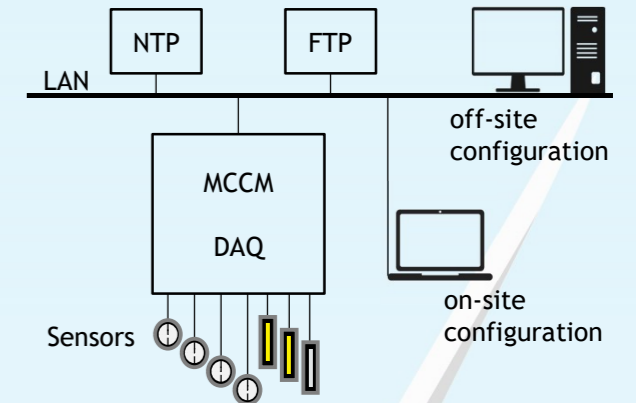 NTP
FTP
LAN
off-site
configuration
MCCM
DAQ
Sensors
on-site
configuration